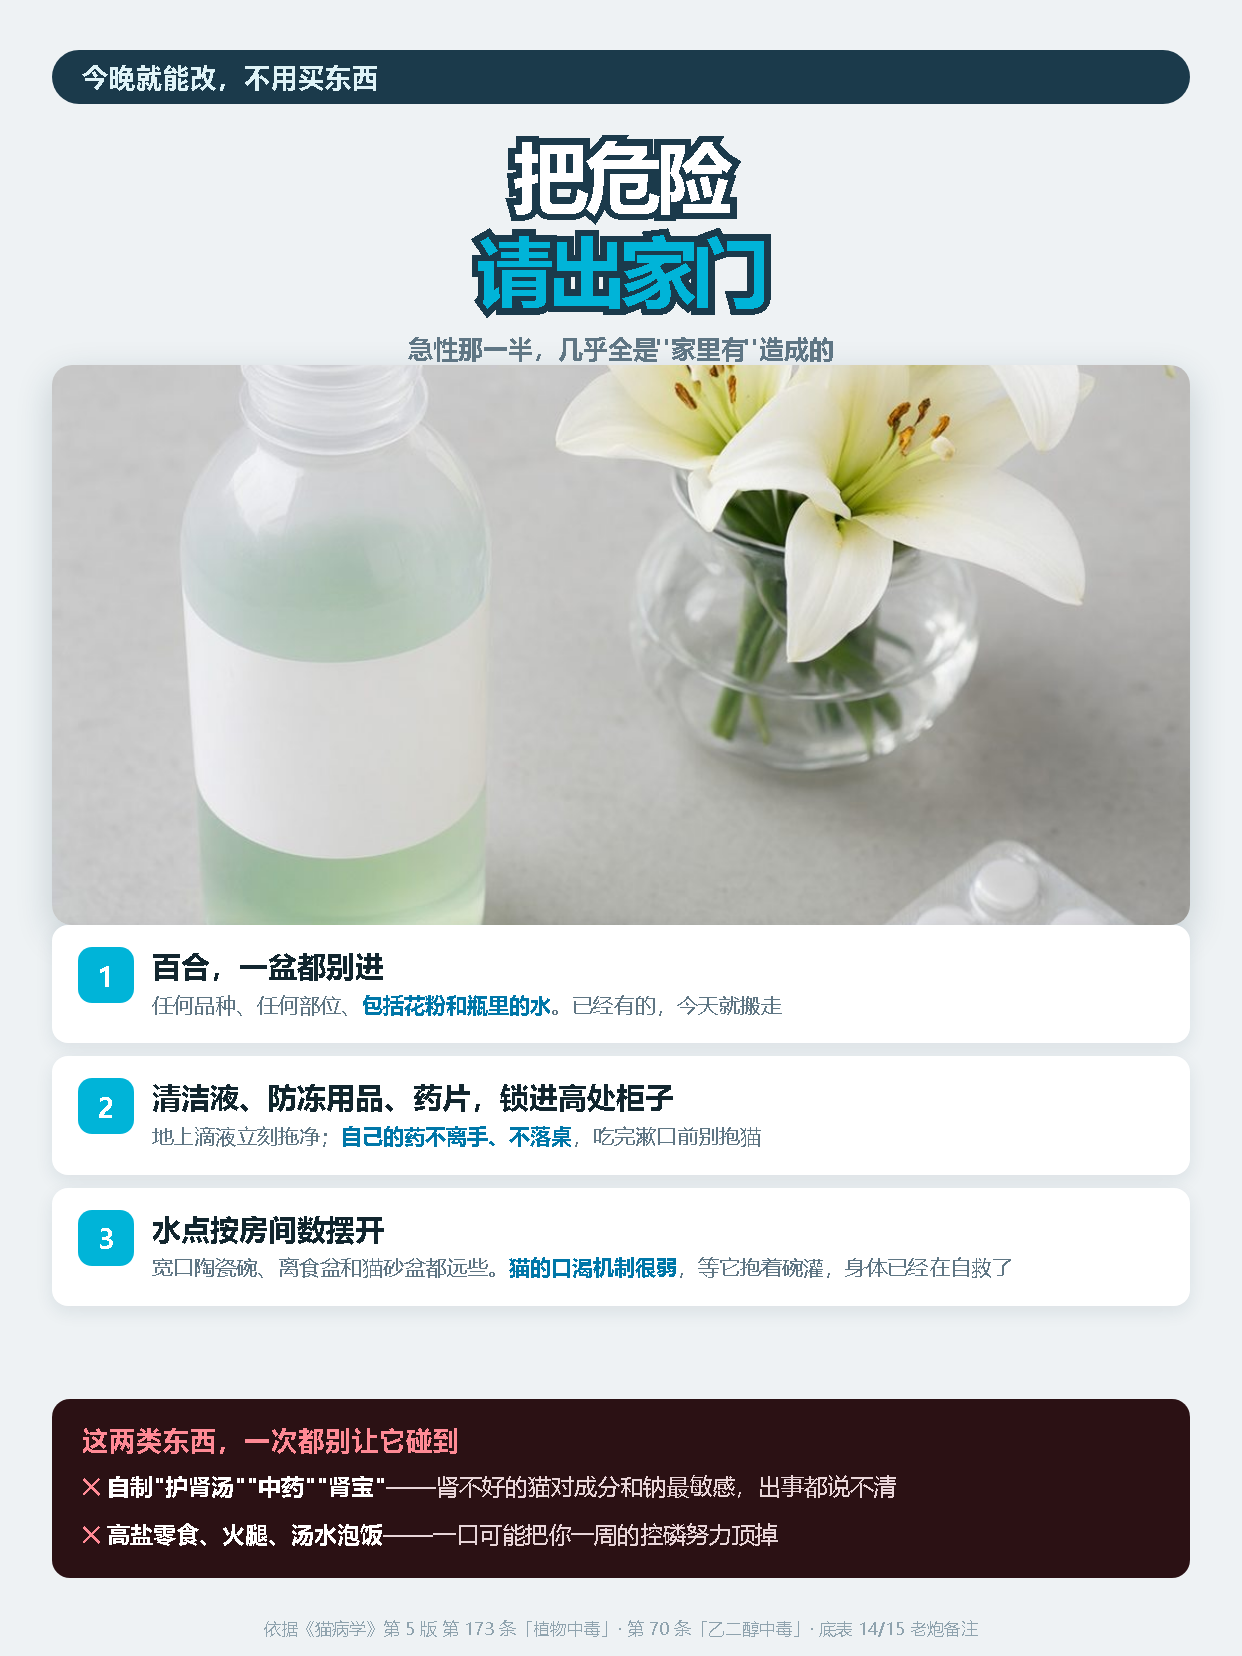 今晚就能改，不用买东西
把危险
请出家门
急性那一半，几乎全是''家里有''造成的
1
百合，一盆都别进
任何品种、任何部位、包括花粉和瓶里的水。已经有的，今天就搬走
2
清洁液、防冻用品、药片，锁进高处柜子
地上滴液立刻拖净；自己的药不离手、不落桌，吃完漱口前别抱猫
3
水点按房间数摆开
宽口陶瓷碗、离食盆和猫砂盆都远些。猫的口渴机制很弱，等它抱着碗灌，身体已经在自救了
这两类东西，一次都别让它碰到
× 自制"护肾汤""中药""肾宝"——肾不好的猫对成分和钠最敏感，出事都说不清
× 高盐零食、火腿、汤水泡饭——一口可能把你一周的控磷努力顶掉
依据《猫病学》第 5 版 第 173 条「植物中毒」· 第 70 条「乙二醇中毒」· 底表 14/15 老炮备注